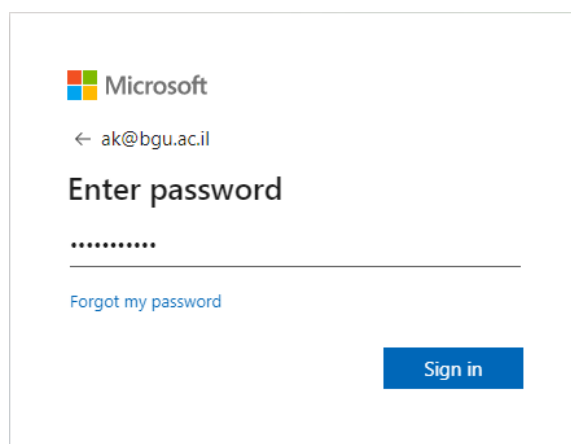 Microsoft
← ak@bgu.ac.il
Enter password
•••••••••••
Forgot my password
Sign in